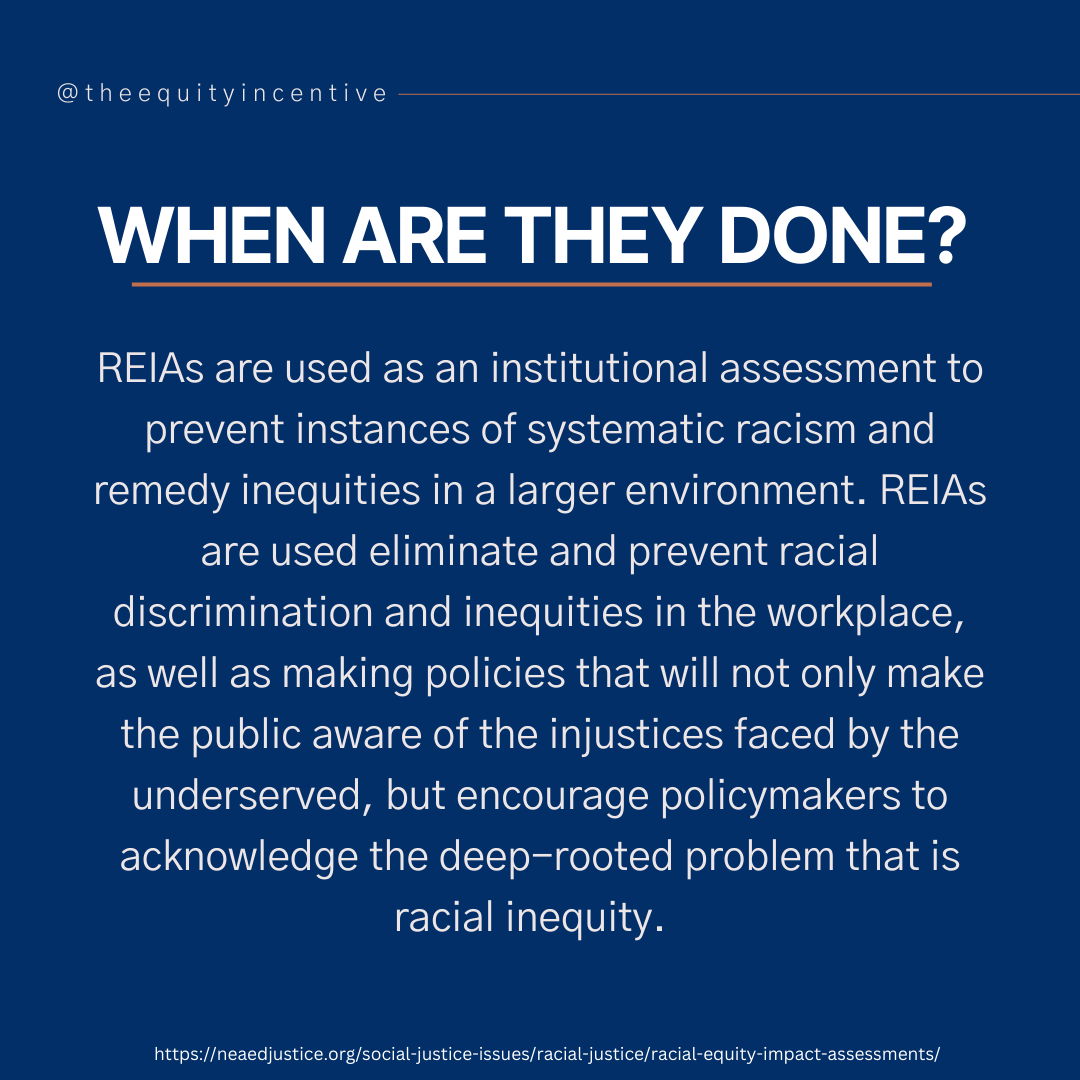 @theequityincentive
WHEN ARE THEY DONE?
REIAs are used as an institutional assessment to
prevent instances of systematic racism and
remedy inequities in a larger environment. REIAs
are used eliminate and prevent racial
discrimination and inequities in the workplace,
as well as making policies that will not only make
the public aware of the injustices faced by the
underserved, but encourage policymakers to
acknowledge the deep-rooted problem that is
racial inequity.
https://neaedjustice.org/social-justice-issues/racial-justice/racial-equity-impact-assessments/